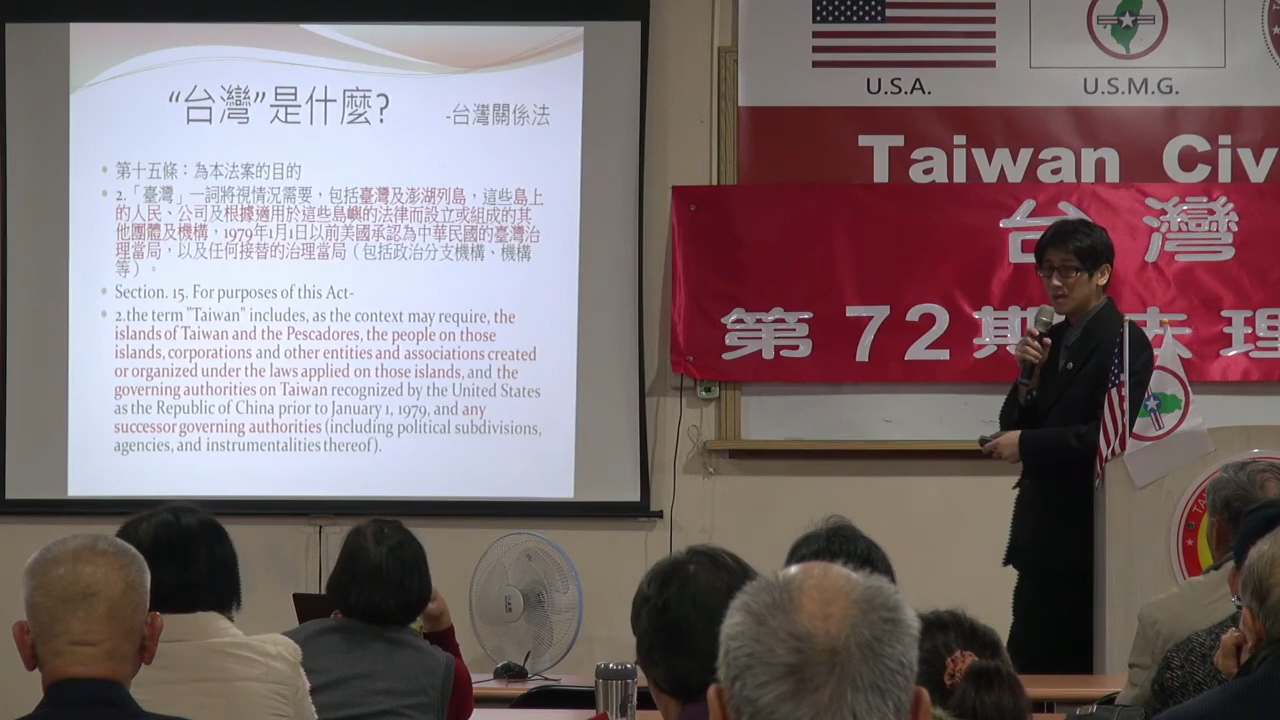 “台灣”是什麼?
-台灣關係法
第十五條：為本法案的目的
2.「臺灣」一詞將視情況需要，包括臺灣及澎湖列島，這些島上
的人民、公司及根據適用於這些島嶼的法律而設立或組成的其
他團體及機構，1979年1月1日以前美國承認為中華民國的臺灣治
理當局，以及任何接替的治理當局（包括政治分支機構、機構
等）。
Section. 15. For purposes of this Act-
2.the term "Taiwan" includes, as the context may require, the
islands of Taiwan and the Pescadores, the people on those
islands, corporations and other entities and associations created
or organized under the laws applied on those islands, and the
governing authorities on Taiwan recognized by the United States
as the Republic of China prior to January 1, 1979, and any
successor governing authorities (including political subdivisions,
agencies, and instrumentalities thereof).
U.S.A.
U.S.M.G.
Taiwan Civ
台灣
第72期法理